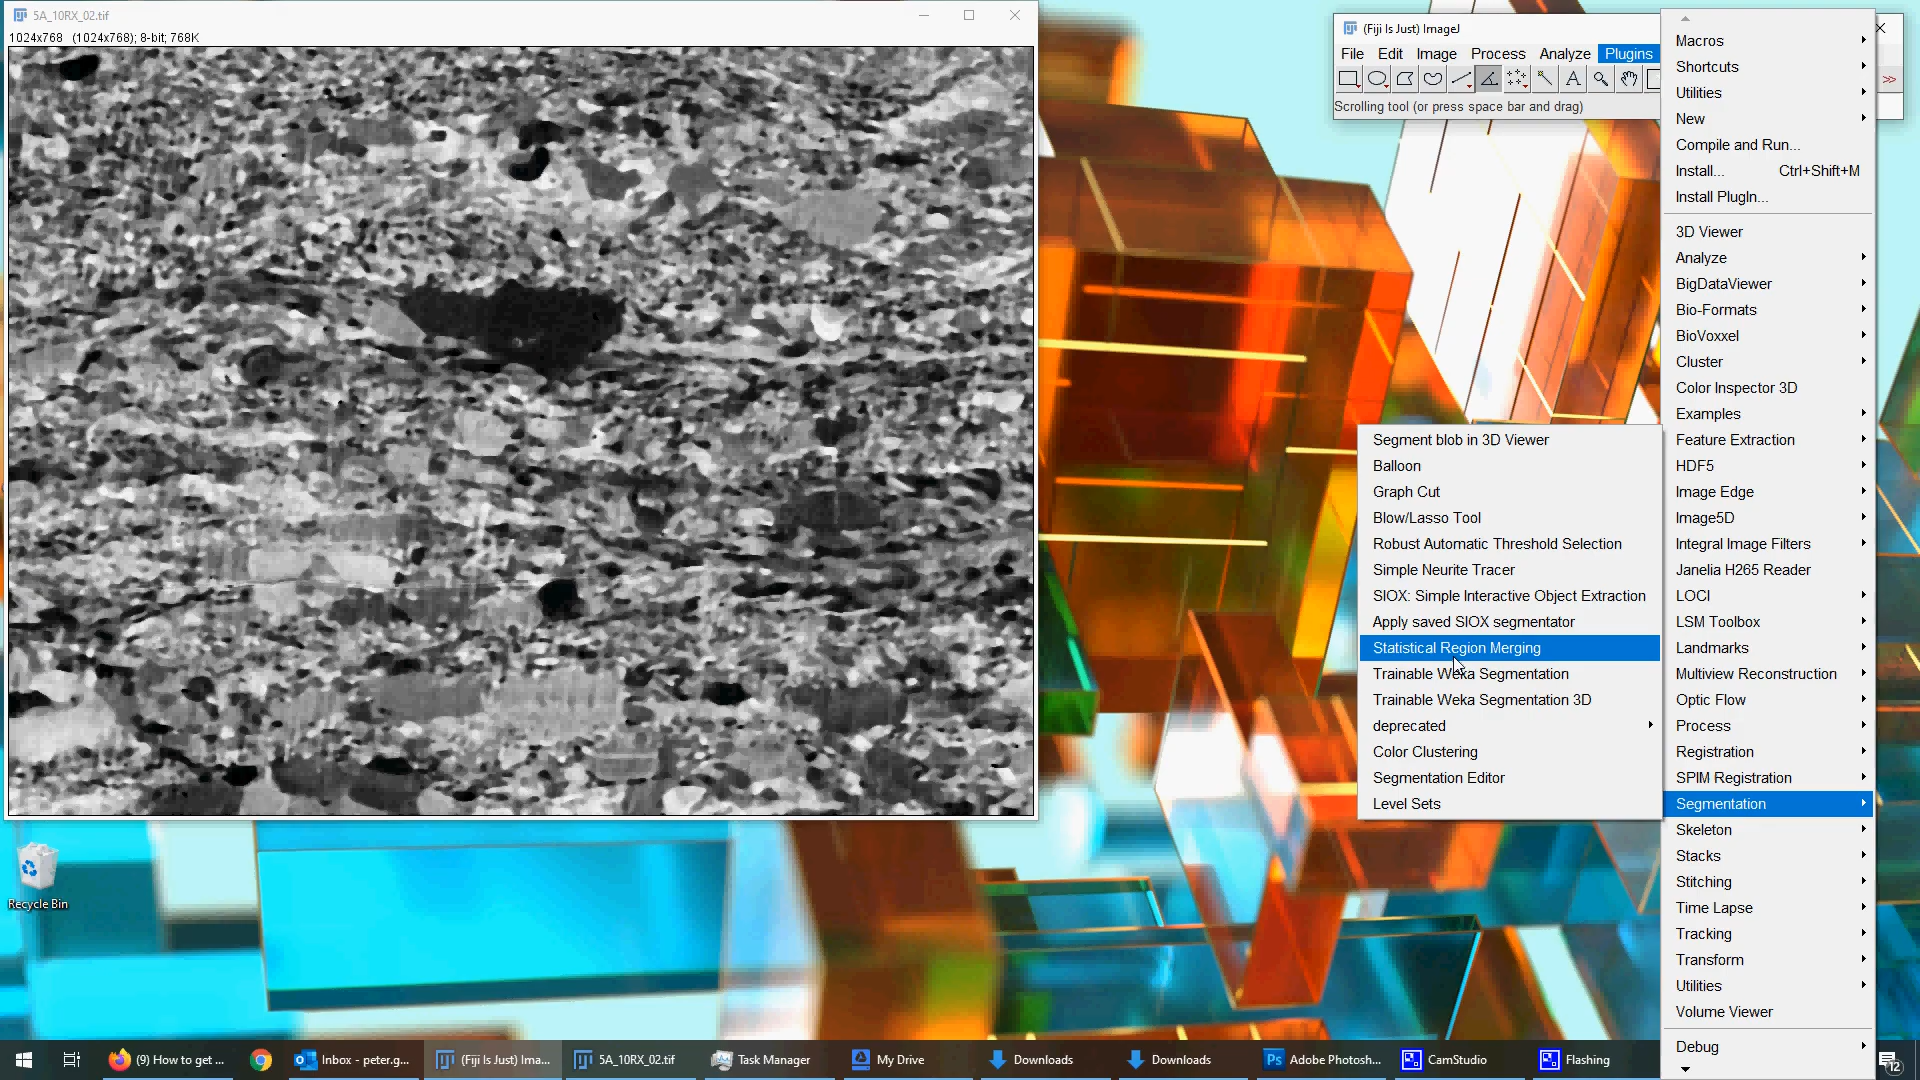 5A_10RX_02.tif
1024x768 (1024x768); 8-bit; 768K
(Fiji Is Just) ImageJ
File Edit Image Process Analyze Plugins
A
>>
Scrolling tool (or press space bar and drag)
Macros
Shortcuts
Utilities
New
Compile and Run...
Install... Ctrl+Shift+M
Install PlugIn...
3D Viewer
Analyze
BigDataViewer
Bio-Formats
BioVoxxel
Cluster
Color Inspector 3D
Examples
Feature Extraction
HDF5
Image Edge
Image5D
Integral Image Filters
Janelia H265 Reader
LOCI
LSM Toolbox
Landmarks
Multiview Reconstruction
Optic Flow
Process
Registration
SPIM Registration
Segmentation
Skeleton
Stacks
Stitching
Time Lapse
Tracking
Transform
Utilities
Volume Viewer
Debug
Segment blob in 3D Viewer
Balloon
Graph Cut
Blow/Lasso Tool
Robust Automatic Threshold Selection
Simple Neurite Tracer
SIOX: Simple Interactive Object Extraction
Apply saved SIOX segmentator
Statistical Region Merging
Trainable Weka Segmentation
Trainable Weka Segmentation 3D
deprecated
Color Clustering
Segmentation Editor
Level Sets
Recycle Bin
(9) How to get ...
Inbox - peter.g...
(Fiji Is Just) Ima...
5A_10RX_02.tif
Task Manager
My Drive
Downloads
Downloads
Ps Adobe Photosh...
CamStudio
Flashing
12